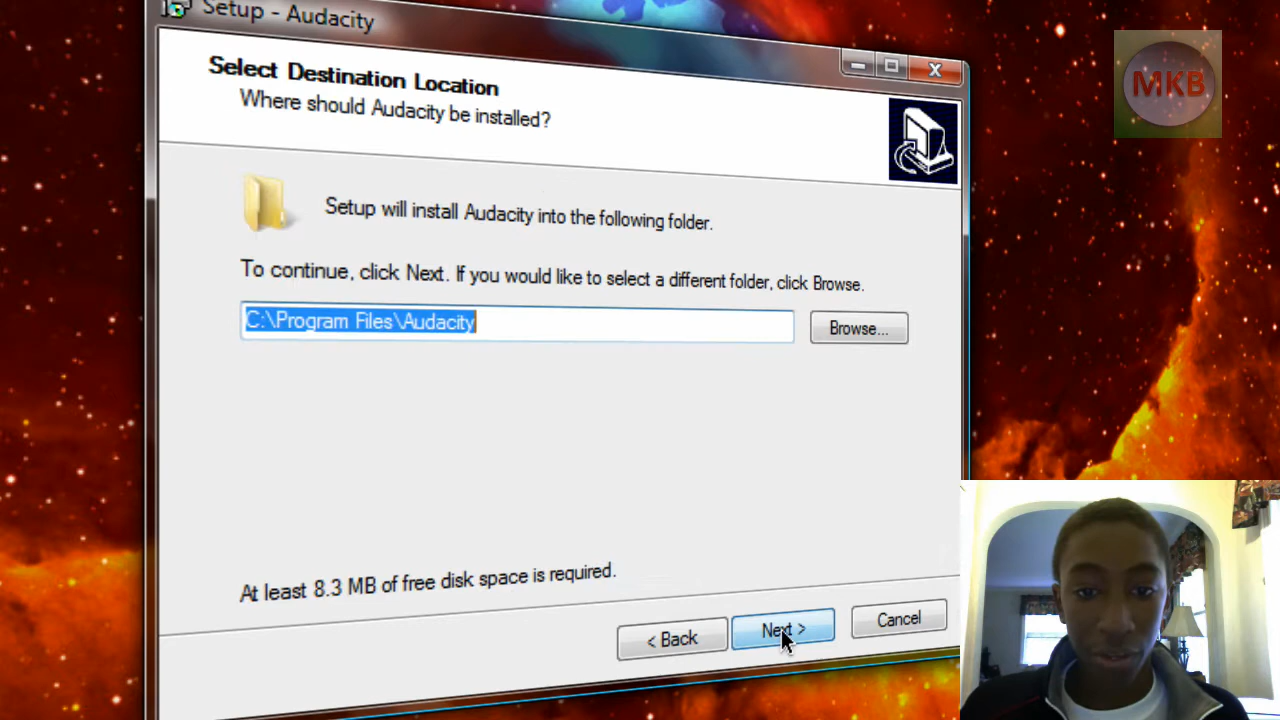 Setup - Audacity
MKB
Select Destination Location
Where should Audacity be installed?
Setup will install Audacity into the following folder.
To continue, click Next. If you would like to select a different folder, click Browse.
C:\Program Files\Audacity
Browse...
At least 8.3 MB of free disk space is required.
< Back
Next >
Cancel